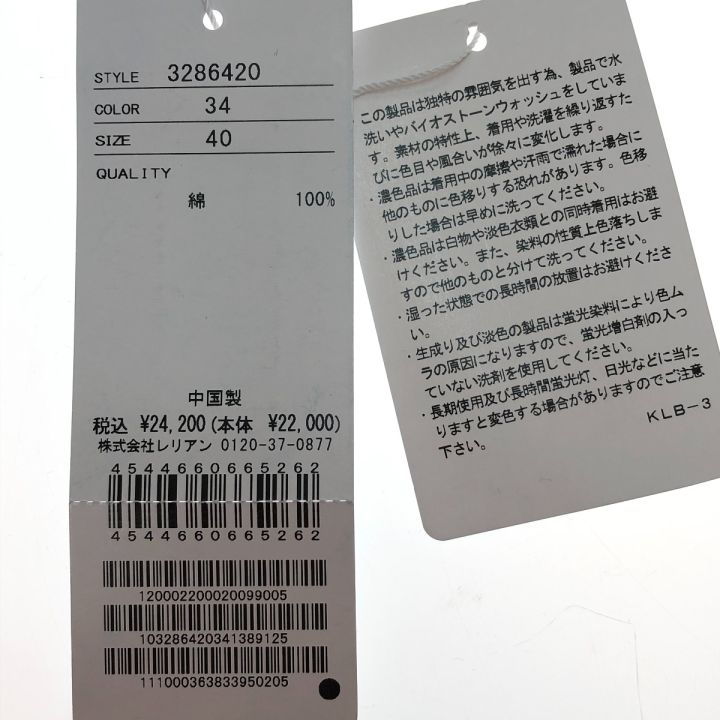 STYLE 3286420
COLOR 34
SIZE 40
QUALITY
綿 100%
中国製
税込 ¥24,200(本体 ¥22,000)
株式会社レリアン 0120-37-0877
4544660665262
4544660665262
120002200020099005
103286420341389125
111000363833950205
この製品は独特の雰囲気を出す為、製品で水
洗いやバイオストーンウォッシュをしていま
す。素材の特性上、着用や洗濯を繰り返すた
びに色目や風合いが徐々に変化します。
・濃色品は着用中の摩擦や汗雨で濡れた場合に
他のものに色移りする恐れがあります。色移
りした場合は早めに洗ってください。
・濃色品は白物や淡色衣類との同時着用はお避
けください。また、染料の性質上色落ちしま
すので他のものと分けて洗ってください。
・湿った状態での長時間の放置はお避けくださ
い。
・生成り及び淡色の製品は蛍光染料により色ム
ラの原因になりますので、蛍光増白剤の入っ
ていない洗剤を使用してください。
・長期使用及び長時間蛍光灯、日光などに当た
りますと変色する場合がありますのでご注意
下さい。
KLB-3